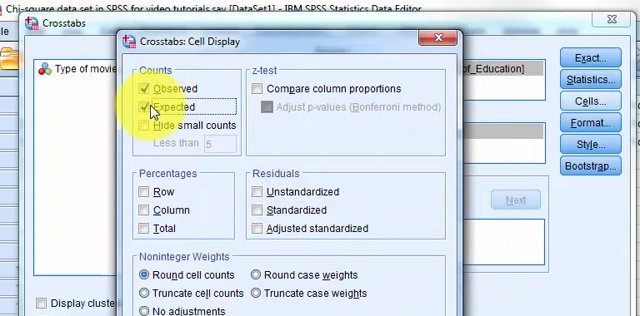 Chi-square data set in SPSS for video tutorials.sav [DataSet1] - IBM SPSS Statistics Data Editor
Crosstabs
Crosstabs: Cell Display
Type of movie
of_Education]
Counts
Observed
Expected
Hide small counts
Less than 5
z-test
Compare column proportions
Adjust p-values (Bonferroni method)
Percentages
Row
Column
Total
Residuals
Unstandardized
Standardized
Adjusted standardized
Noninteger Weights
Round cell counts
Round case weights
Truncate cell counts
Truncate case weights
No adjustments
Exact...
Statistics...
Cells...
Format...
Style...
Bootstrap...
Next
Display cluste